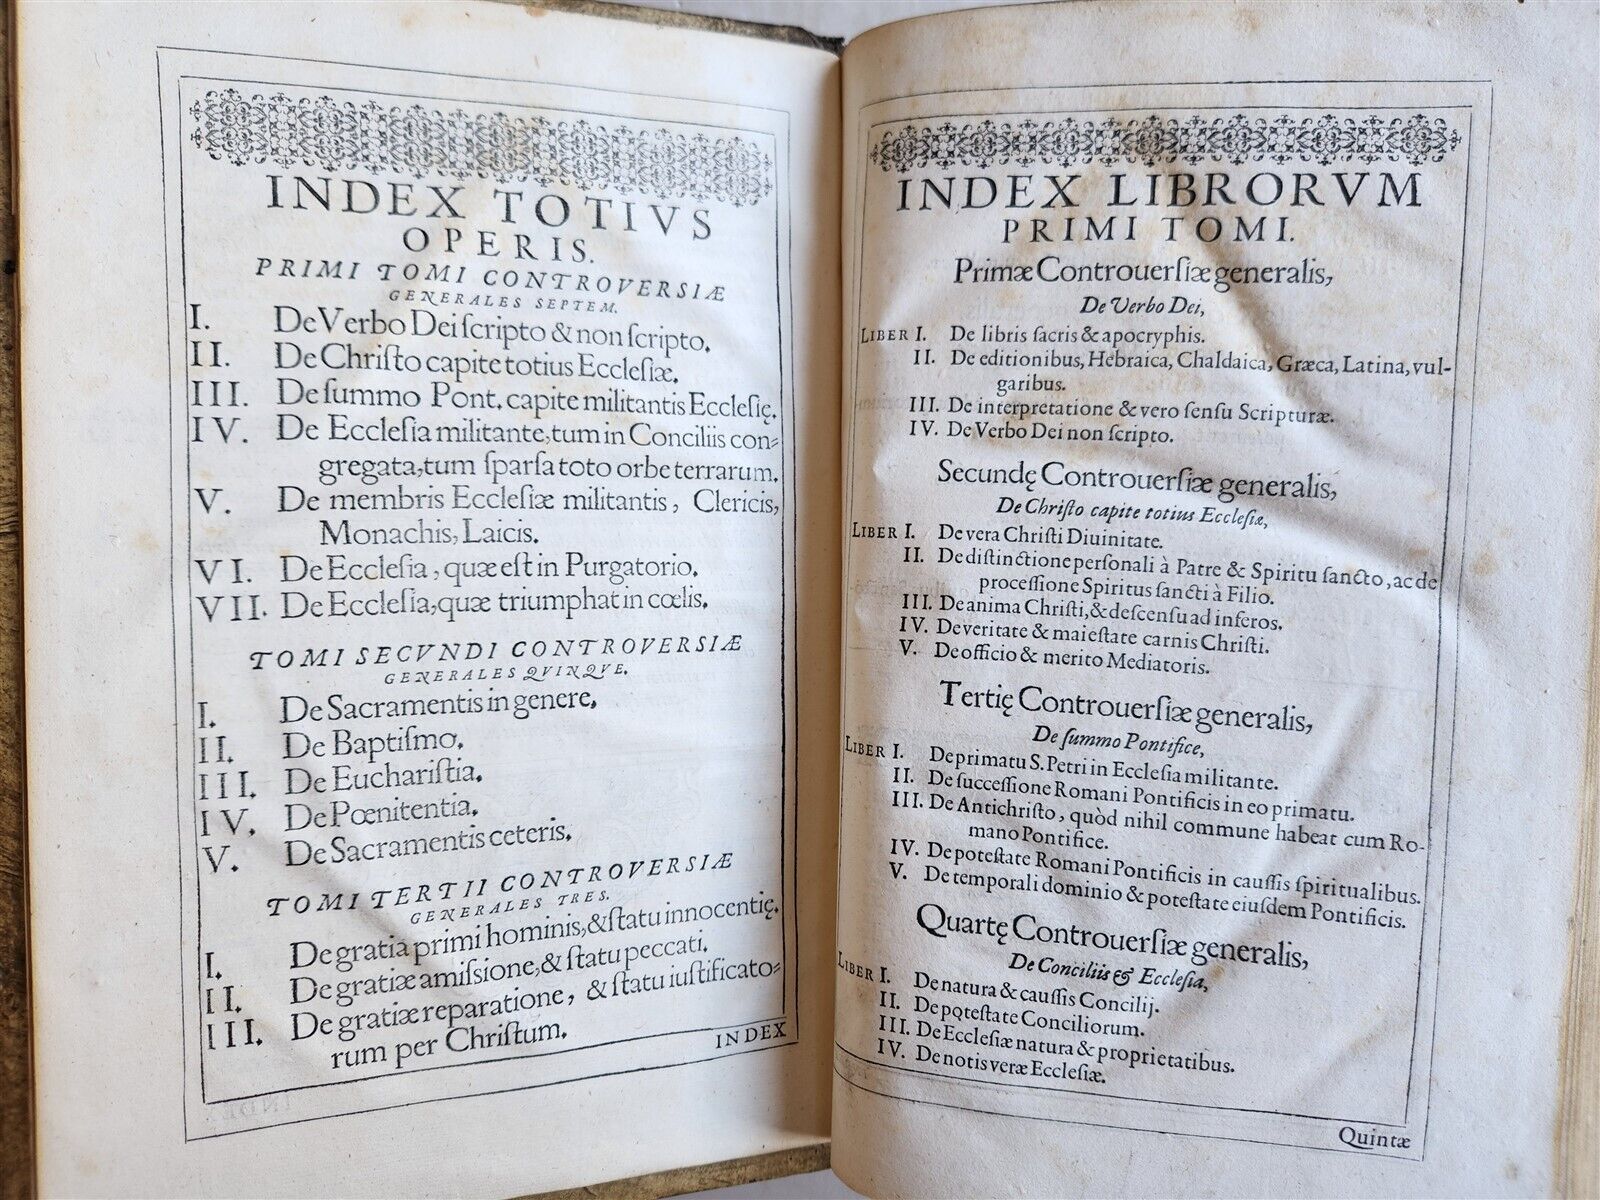 INDEX TOTIVS
OPERIS.
PRIMI TOMI CONTROVERSIÆ
GENERALES SEPTEM.
I. De Verbo Dei ſcripto & non ſcripto.
II. De Chriſto capite totius Eccleſiæ.
III. De ſummo Pont. capite militantis Eccleſię.
IV. De Eccleſia militante, tum in Conciliis con-
gregata, tum ſparſa toto orbe terrarum.
V. De membris Eccleſiæ militantis, Clericis,
Monachis, Laicis.
VI. De Eccleſia, quæ eſt in Purgatorio.
VII. De Eccleſia, quæ triumphat in cœlis.
TOMI SECVNDI CONTROVERSIÆ
GENERALES QVINQVE.
I. De Sacramentis in genere.
II. De Baptiſmo.
III. De Euchariſtia.
IV. De Pœnitentia.
V. De Sacramentis ceteris.
TOMI TERTII CONTROVERSIÆ
GENERALES TRES.
I. De gratia primi hominis, & ſtatu innocentię.
II. De gratiæ amiſsione, & ſtatu peccati.
III. De gratiæ reparatione, & ſtatu iuſtificato-
rum per Chriſtum.
INDEX
INDEX LIBRORVM
PRIMI TOMI.
Primæ Controuerſiæ generalis,
De Verbo Dei,
LIBER I. De libris ſacris & apocryphis.
II. De editionibus, Hebraica, Chaldaica, Græca, Latina, vul-
garibus.
III. De interpretatione & vero ſenſu Scripturæ.
IV. De Verbo Dei non ſcripto.
Secundę Controuerſiæ generalis,
De Chriſto capite totius Eccleſiæ,
LIBER I. De vera Chriſti Diuinitate.
II. De diſtinctione perſonali à Patre & Spiritu ſancto, ac de
proceſſione Spiritus ſancti à Filio.
III. De anima Chriſti, & deſcenſu ad inferos.
IV. De veritate & maieſtate carnis Chriſti.
V. De officio & merito Mediatoris.
Tertię Controuerſiæ generalis,
De ſummo Pontifice,
LIBER I. De primatu S. Petri in Eccleſia militante.
II. De ſucceſſione Romani Pontificis in eo primatu.
III. De Antichriſto, quòd nihil commune habeat cum Ro-
mano Pontifice.
IV. De poteſtate Romani Pontificis in cauſſis ſpiritualibus.
V. De temporali dominio & poteſtate eiuſdem Pontificis.
Quartę Controuerſiæ generalis,
De Conciliis & Eccleſia,
LIBER I. De natura & cauſſis Concilij.
II. De poteſtate Conciliorum.
III. De Eccleſiæ natura & proprietatibus.
IV. De notis veræ Eccleſiæ.
Quintæ